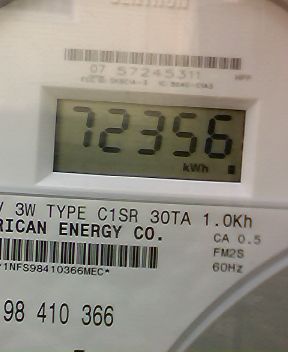 07 57245311
72356
kWh
V 3W TYPE C1SR 30TA 1.0Kh
RICAN ENERGY CO.
CA 0.5
FM2S
60Hz
*1NFS98410366MEC*
98 410 366